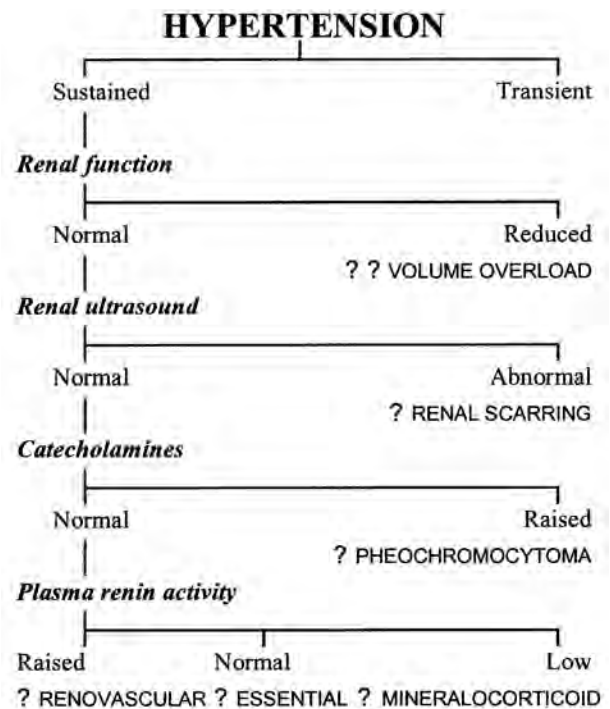 HYPERTENSION
Sustained Transient
Renal function
Normal Reduced
? ? VOLUME OVERLOAD
Renal ultrasound
Normal Abnormal
? RENAL SCARRING
Catecholamines
Normal Raised
? PHEOCHROMOCYTOMA
Plasma renin activity
Raised Normal Low
? RENOVASCULAR ? ESSENTIAL ? MINERALOCORTICOID